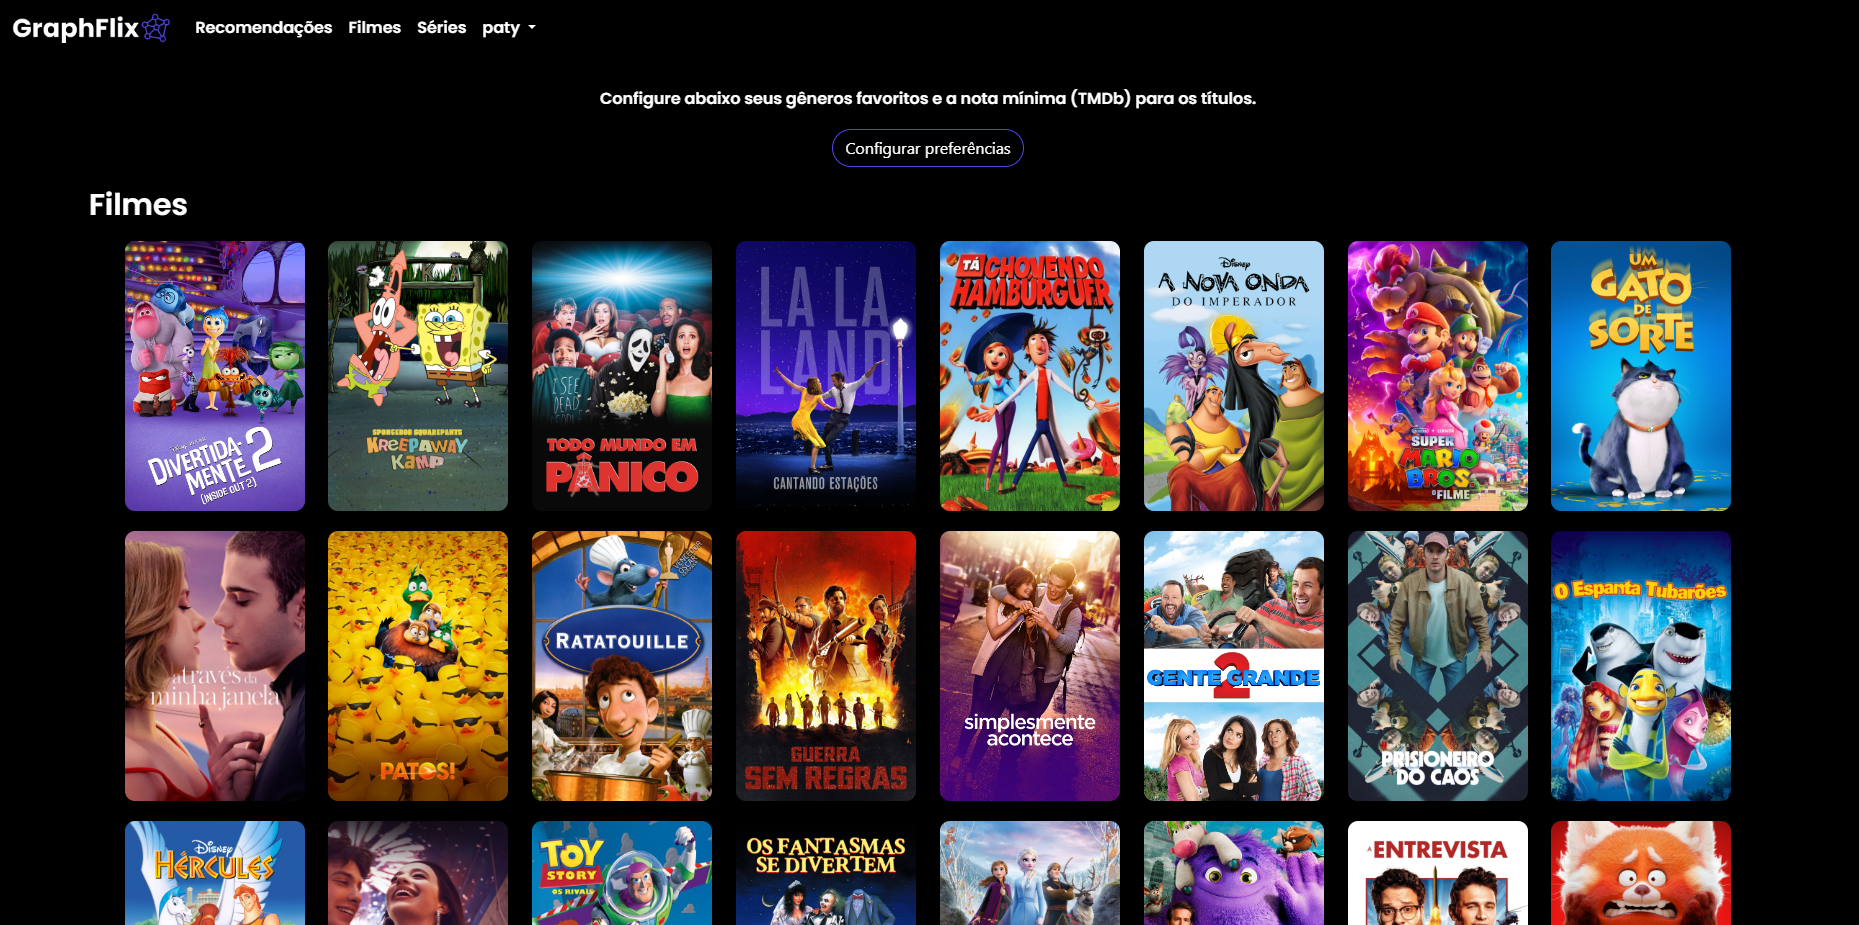 GraphFlix
Recomendações Filmes Séries paty
Configure abaixo seus gêneros favoritos e a nota mínima (TMDb) para os títulos.
Configurar preferências
Filmes
DIVERTIDA-
MENTE 2
(INSIDE OUT 2)
SPONGEBOB SQUAREPANTS
KREEPAWAY
KAMP
I SEE
DEAD
PEOPLE
TODO MUNDO EM
PÂNICO
LA LA
LAND
CANTANDO ESTAÇÕES
TÁ CHOVENDO
HAMBURGUER
Disney
A NOVA ONDA
DO IMPERADOR
SUPER
MARIO
BROS.
O FILME
UM
GATO
DE
SORTE
através da
minha janela
PATOS!
RATATOUILLE
GUERRA
SEM REGRAS
simplesmente
acontece
GENTE GRANDE
2
PRISIONEIRO
DO CAOS
O Espanta Tubarões
Disney
HÉRCULES
TOY
STORY
OS RIVAIS
OS FANTASMAS
SE DIVERTEM
A ENTREVISTA